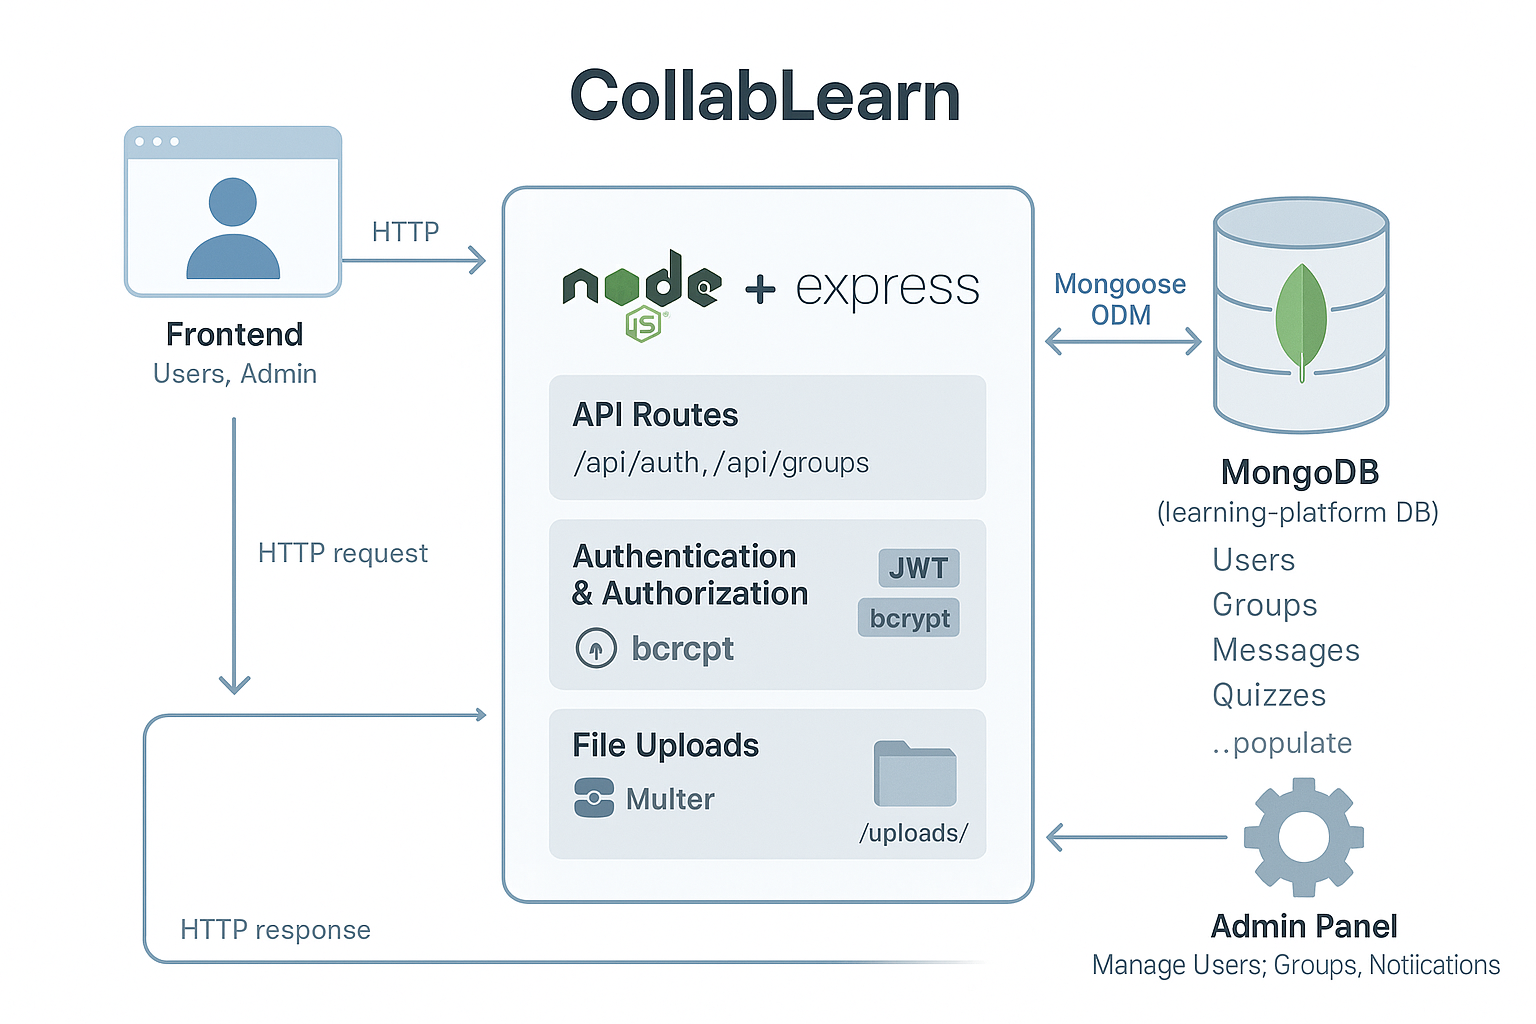 CollabLearn
HTTP
Frontend
Users, Admin
HTTP request
HTTP response
node
JS
+ express
API Routes
/api/auth, /api/groups
Authentication
& Authorization
JWT
bcrypt
bcrcpt
File Uploads
Multer
/uploads/
Mongoose
ODM
MongoDB
(learning-platform DB)
Users
Groups
Messages
Quizzes
..populate
Admin Panel
Manage Users; Groups, Notiications